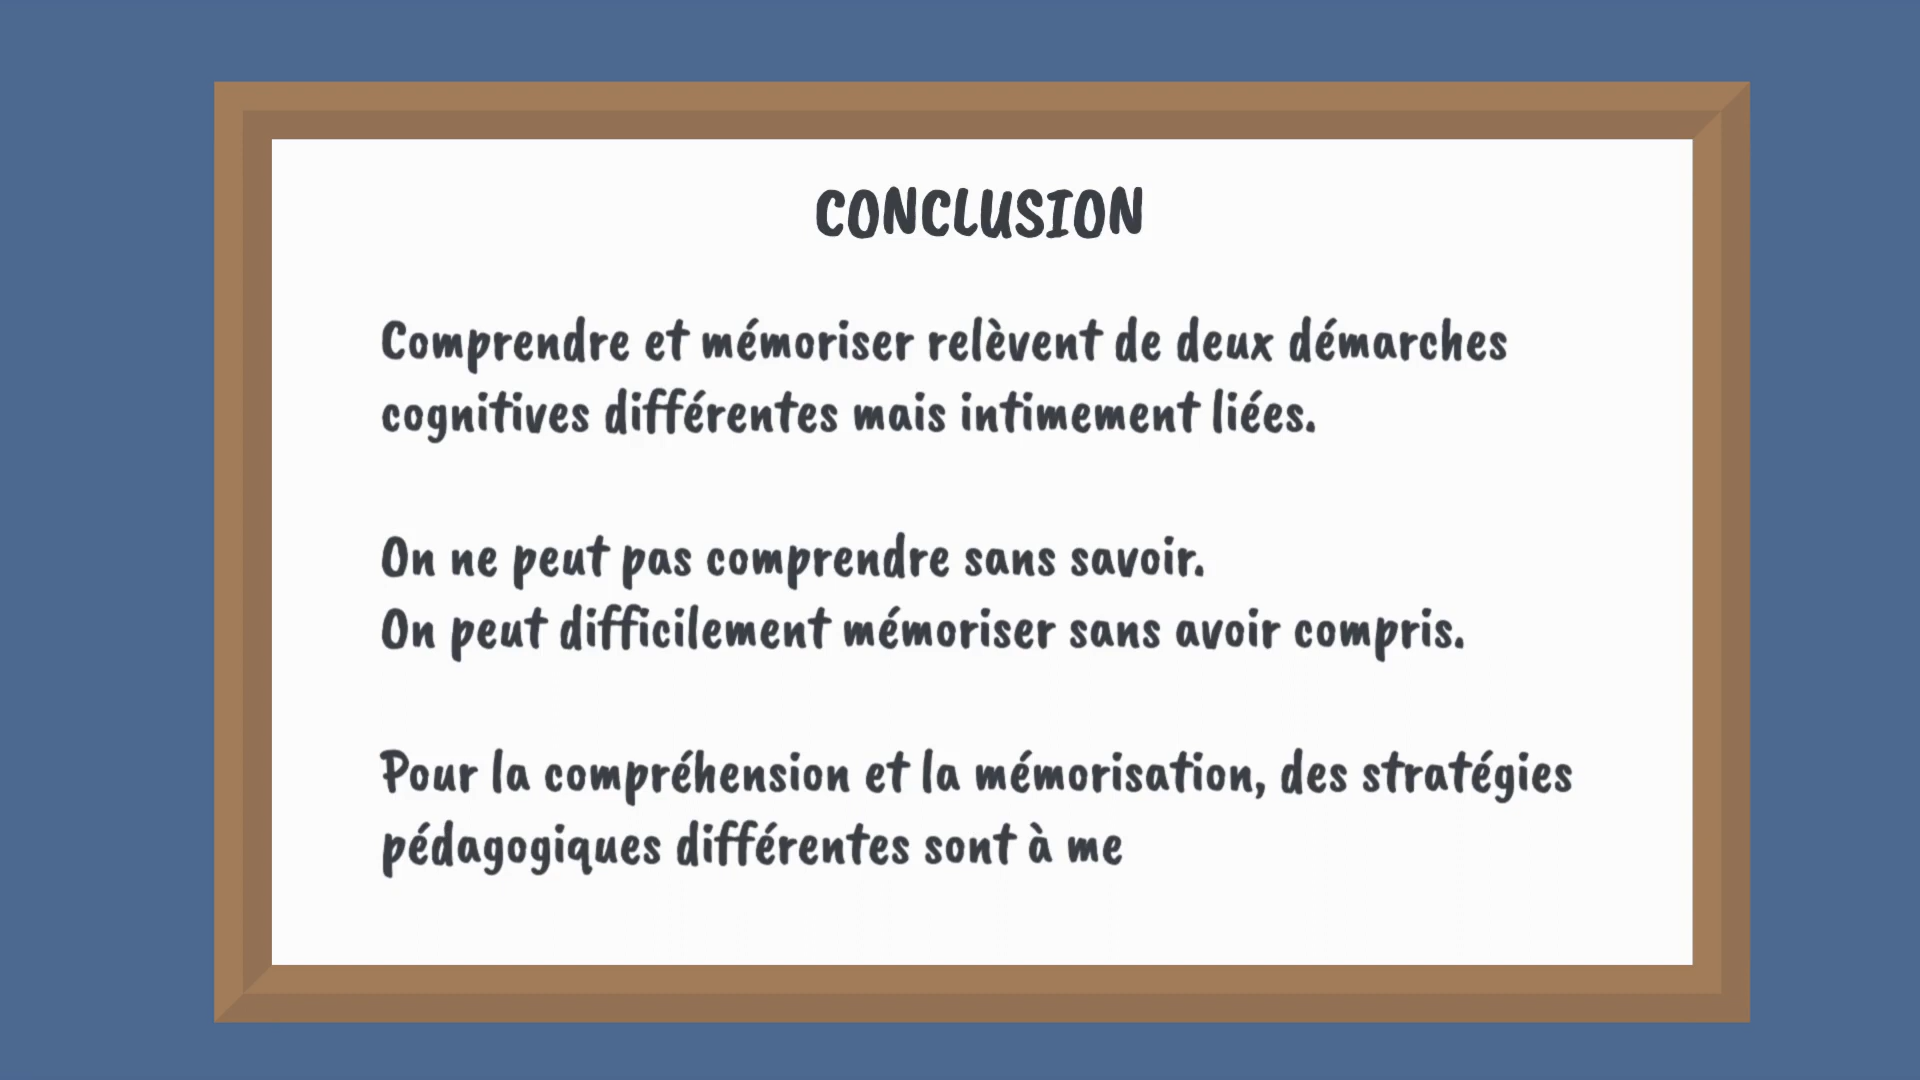 CONCLUSION
Comprendre et mémoriser relèvent de deux démarches
cognitives différentes mais intimement liées.
On ne peut pas comprendre sans savoir.
On peut difficilement mémoriser sans avoir compris.
Pour la compréhension et la mémorisation, des stratégies
pédagogiques différentes sont à me